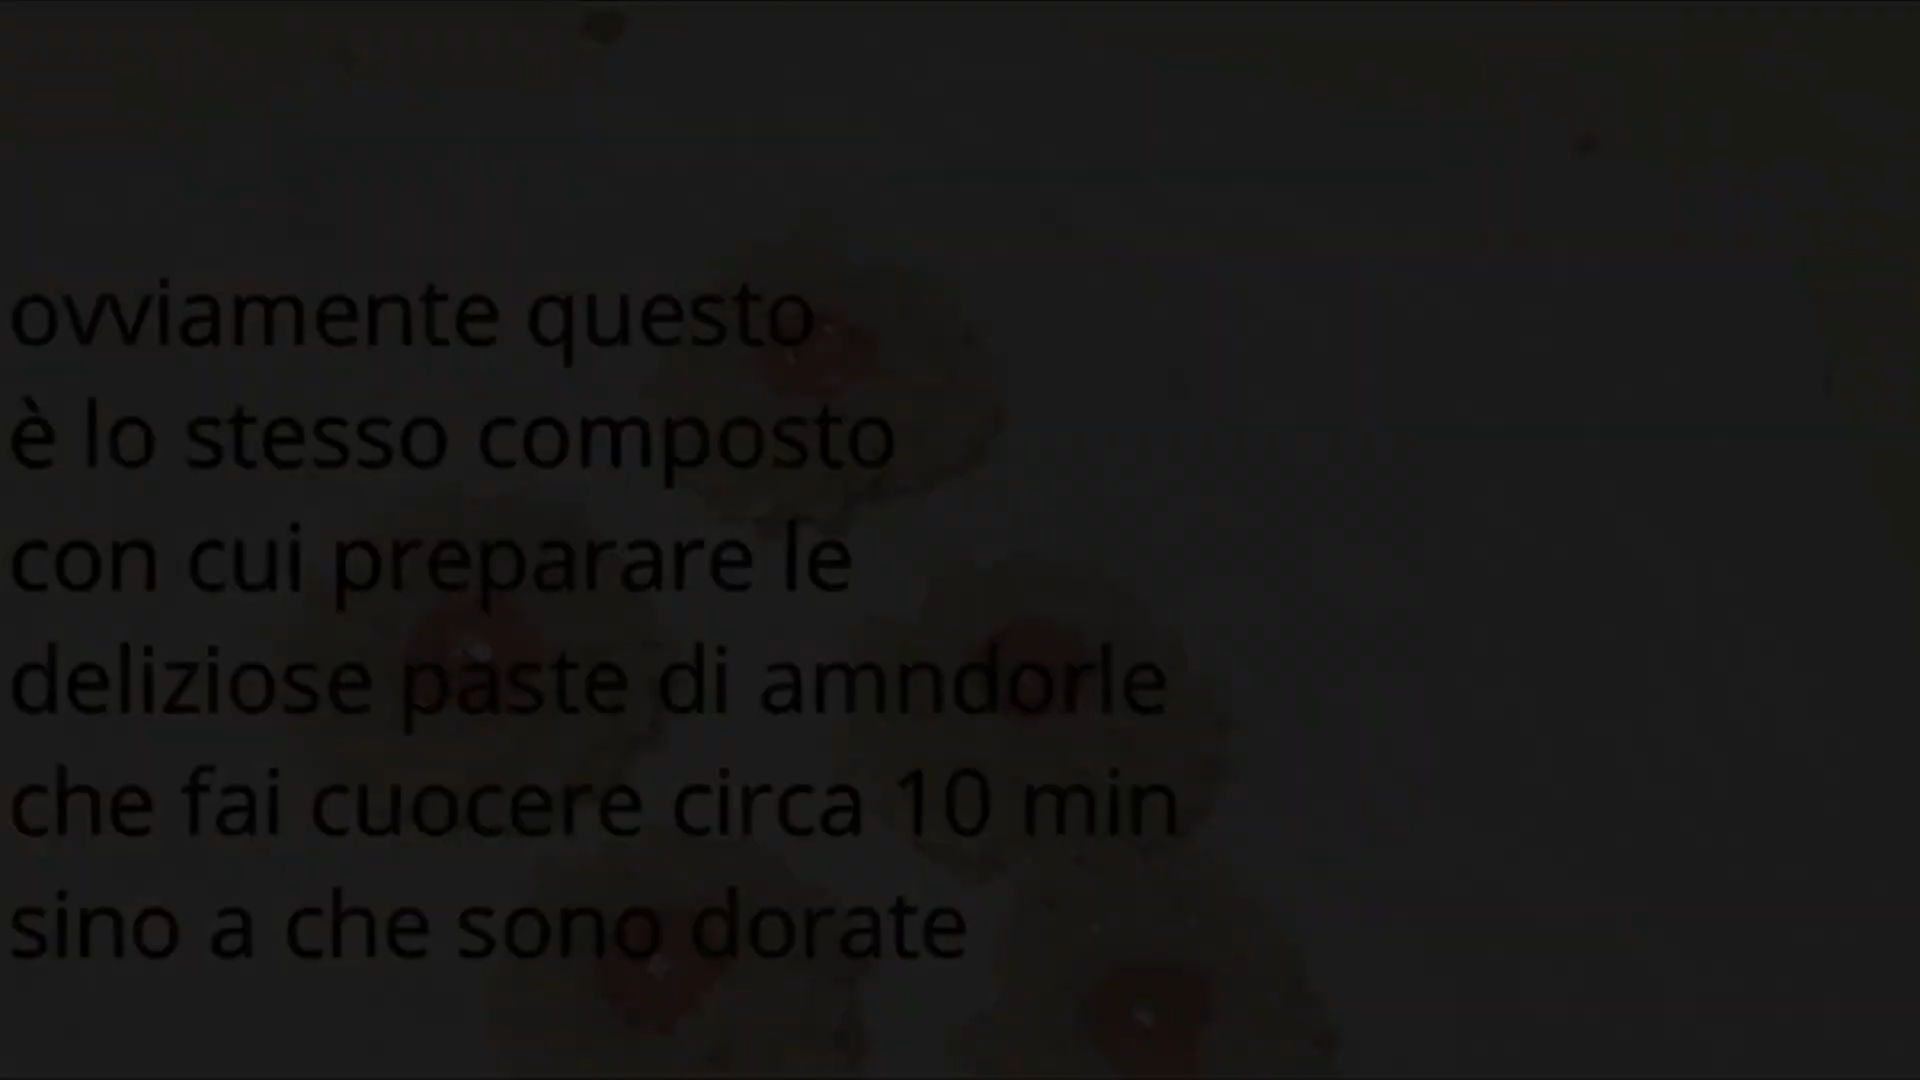 ovviamente questo
è lo stesso composto
con cui preparare le
deliziose paste di amndorle
che fai cuocere circa 10 min
sino a che sono dorate